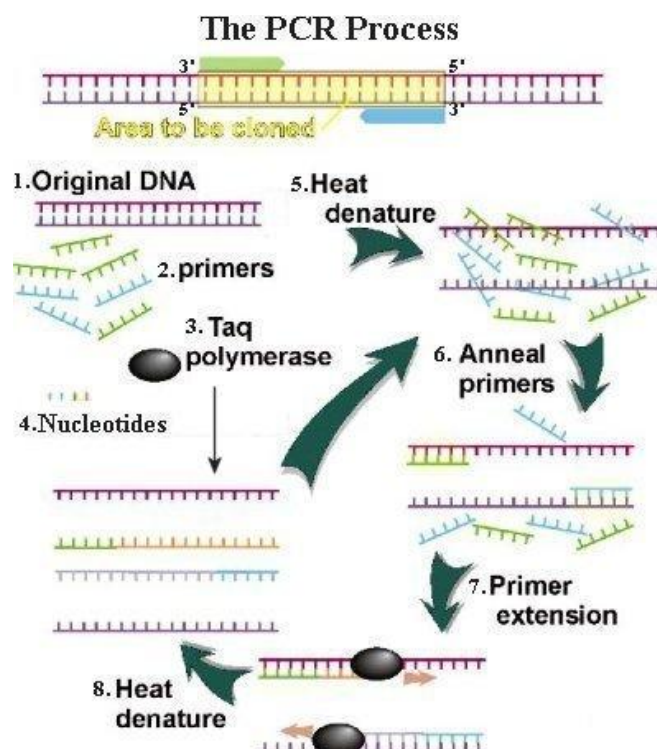 The PCR Process
3' 5'
5' 3'
Area to be cloned
1.Original DNA
2.primers
3.Taq
polymerase
4.Nucleotides
5.Heat
denature
6. Anneal
primers
7.Primer
extension
8.Heat
denature